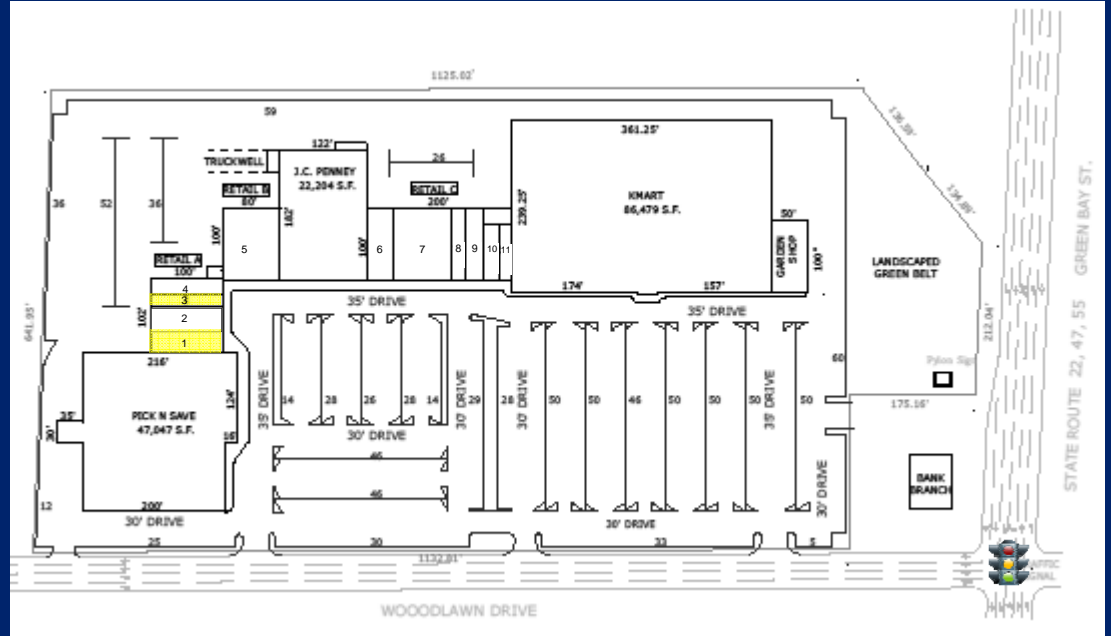 1125.02'
59
136.59'
134.89'
361.25'
122'
26
TRUCKWELL
J.C. PENNEY
22,204 S.F.
RETAIL B
80'
182'
RETAIL C
200'
KMART
86,479 S.F.
239.25'
36
52
36
100'
5
100'
6
7
8
9
10
11
50'
GARDEN SHOP
100"
LANDSCAPED
GREEN BELT
GREEN BAY ST.
STATE ROUTE 22, 47, 55
RETAIL A
100'
4
3
2
1
102'
174'
157'
35' DRIVE
35' DRIVE
641.93'
212.04'
Pylon Sign
60
175.16'
216'
PICK N SAVE
47,047 S.F.
124'
35'
30'
16'
200'
12
30' DRIVE
35' DRIVE
14
28
26
28
14
30' DRIVE
29
28
30' DRIVE
50
50
46
50
50
50
35' DRIVE
50
30' DRIVE
46
46
30' DRIVE
30' DRIVE
BANK
BRANCH
25
30
33
5
1132.01'
TRAFFIC
SIGNAL
WOOODLAWN DRIVE